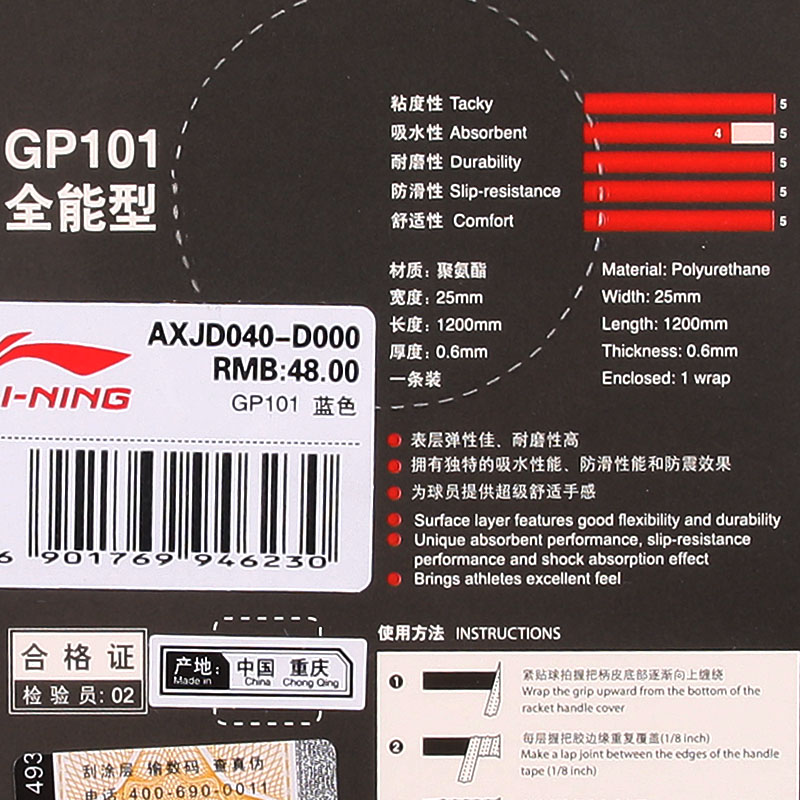 粘度性 Tacky 5
吸水性 Absorbent 4 5
耐磨性 Durability 5
防滑性 Slip-resistance 5
舒适性 Comfort 5
GP101
全能型
材质：聚氨酯
宽度：25mm
长度：1200mm
厚度：0.6mm
一条装
Material: Polyurethane
Width: 25mm
Length: 1200mm
Thickness: 0.6mm
Enclosed: 1 wrap
AXJD040-D000
RMB:48.00
GP101 蓝色
I-NING
6 901769 946230
表层弹性佳、耐磨性高
拥有独特的吸水性能、防滑性能和防震效果
为球员提供超级舒适手感
Surface layer features good flexibility and durability
Unique absorbent performance, slip-resistance
performance and shock absorption effect
Brings athletes excellent feel
使用方法 INSTRUCTIONS
1 紧贴球拍握把柄皮底部逐渐向上缠绕
Wrap the grip upward from the bottom of the
racket handle cover
2 每层握把胶边缘重复覆盖(1/8 inch)
Make a lap joint between the edges of the handle
tape (1/8 inch)
合格证
检验员：02
产地：中国 重庆
Made in China Chong Qing
493
刮涂层 输数码 查真伪
电话:400-690-0011